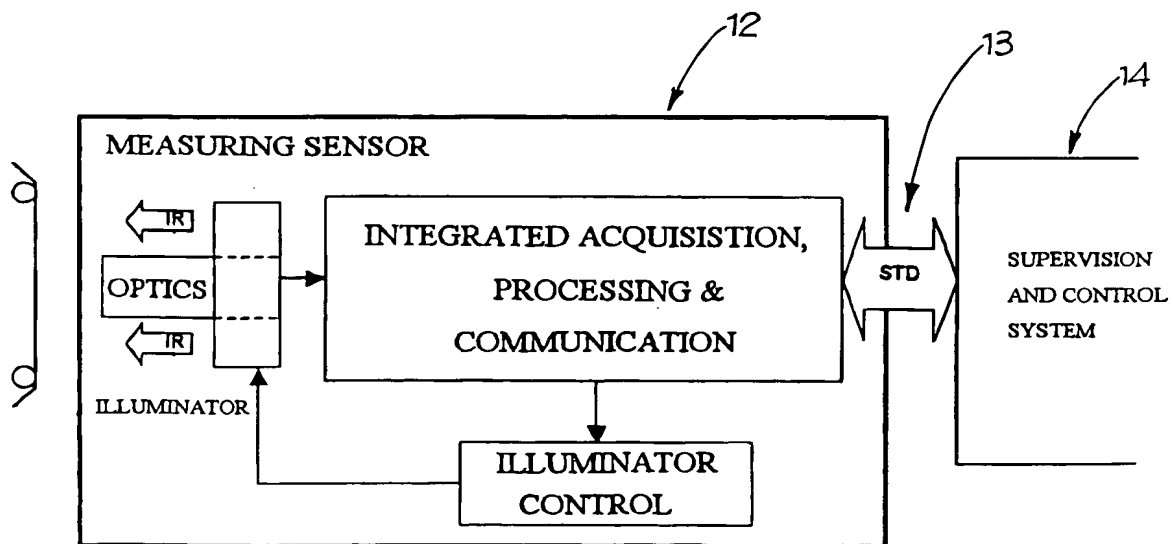 12
13
14
MEASURING SENSOR
IR
OPTICS
IR
ILLUMINATOR
INTEGRATED ACQUISISTION,
PROCESSING &
COMMUNICATION
STD
SUPERVISION
AND CONTROL
SYSTEM
ILLUMINATOR
CONTROL